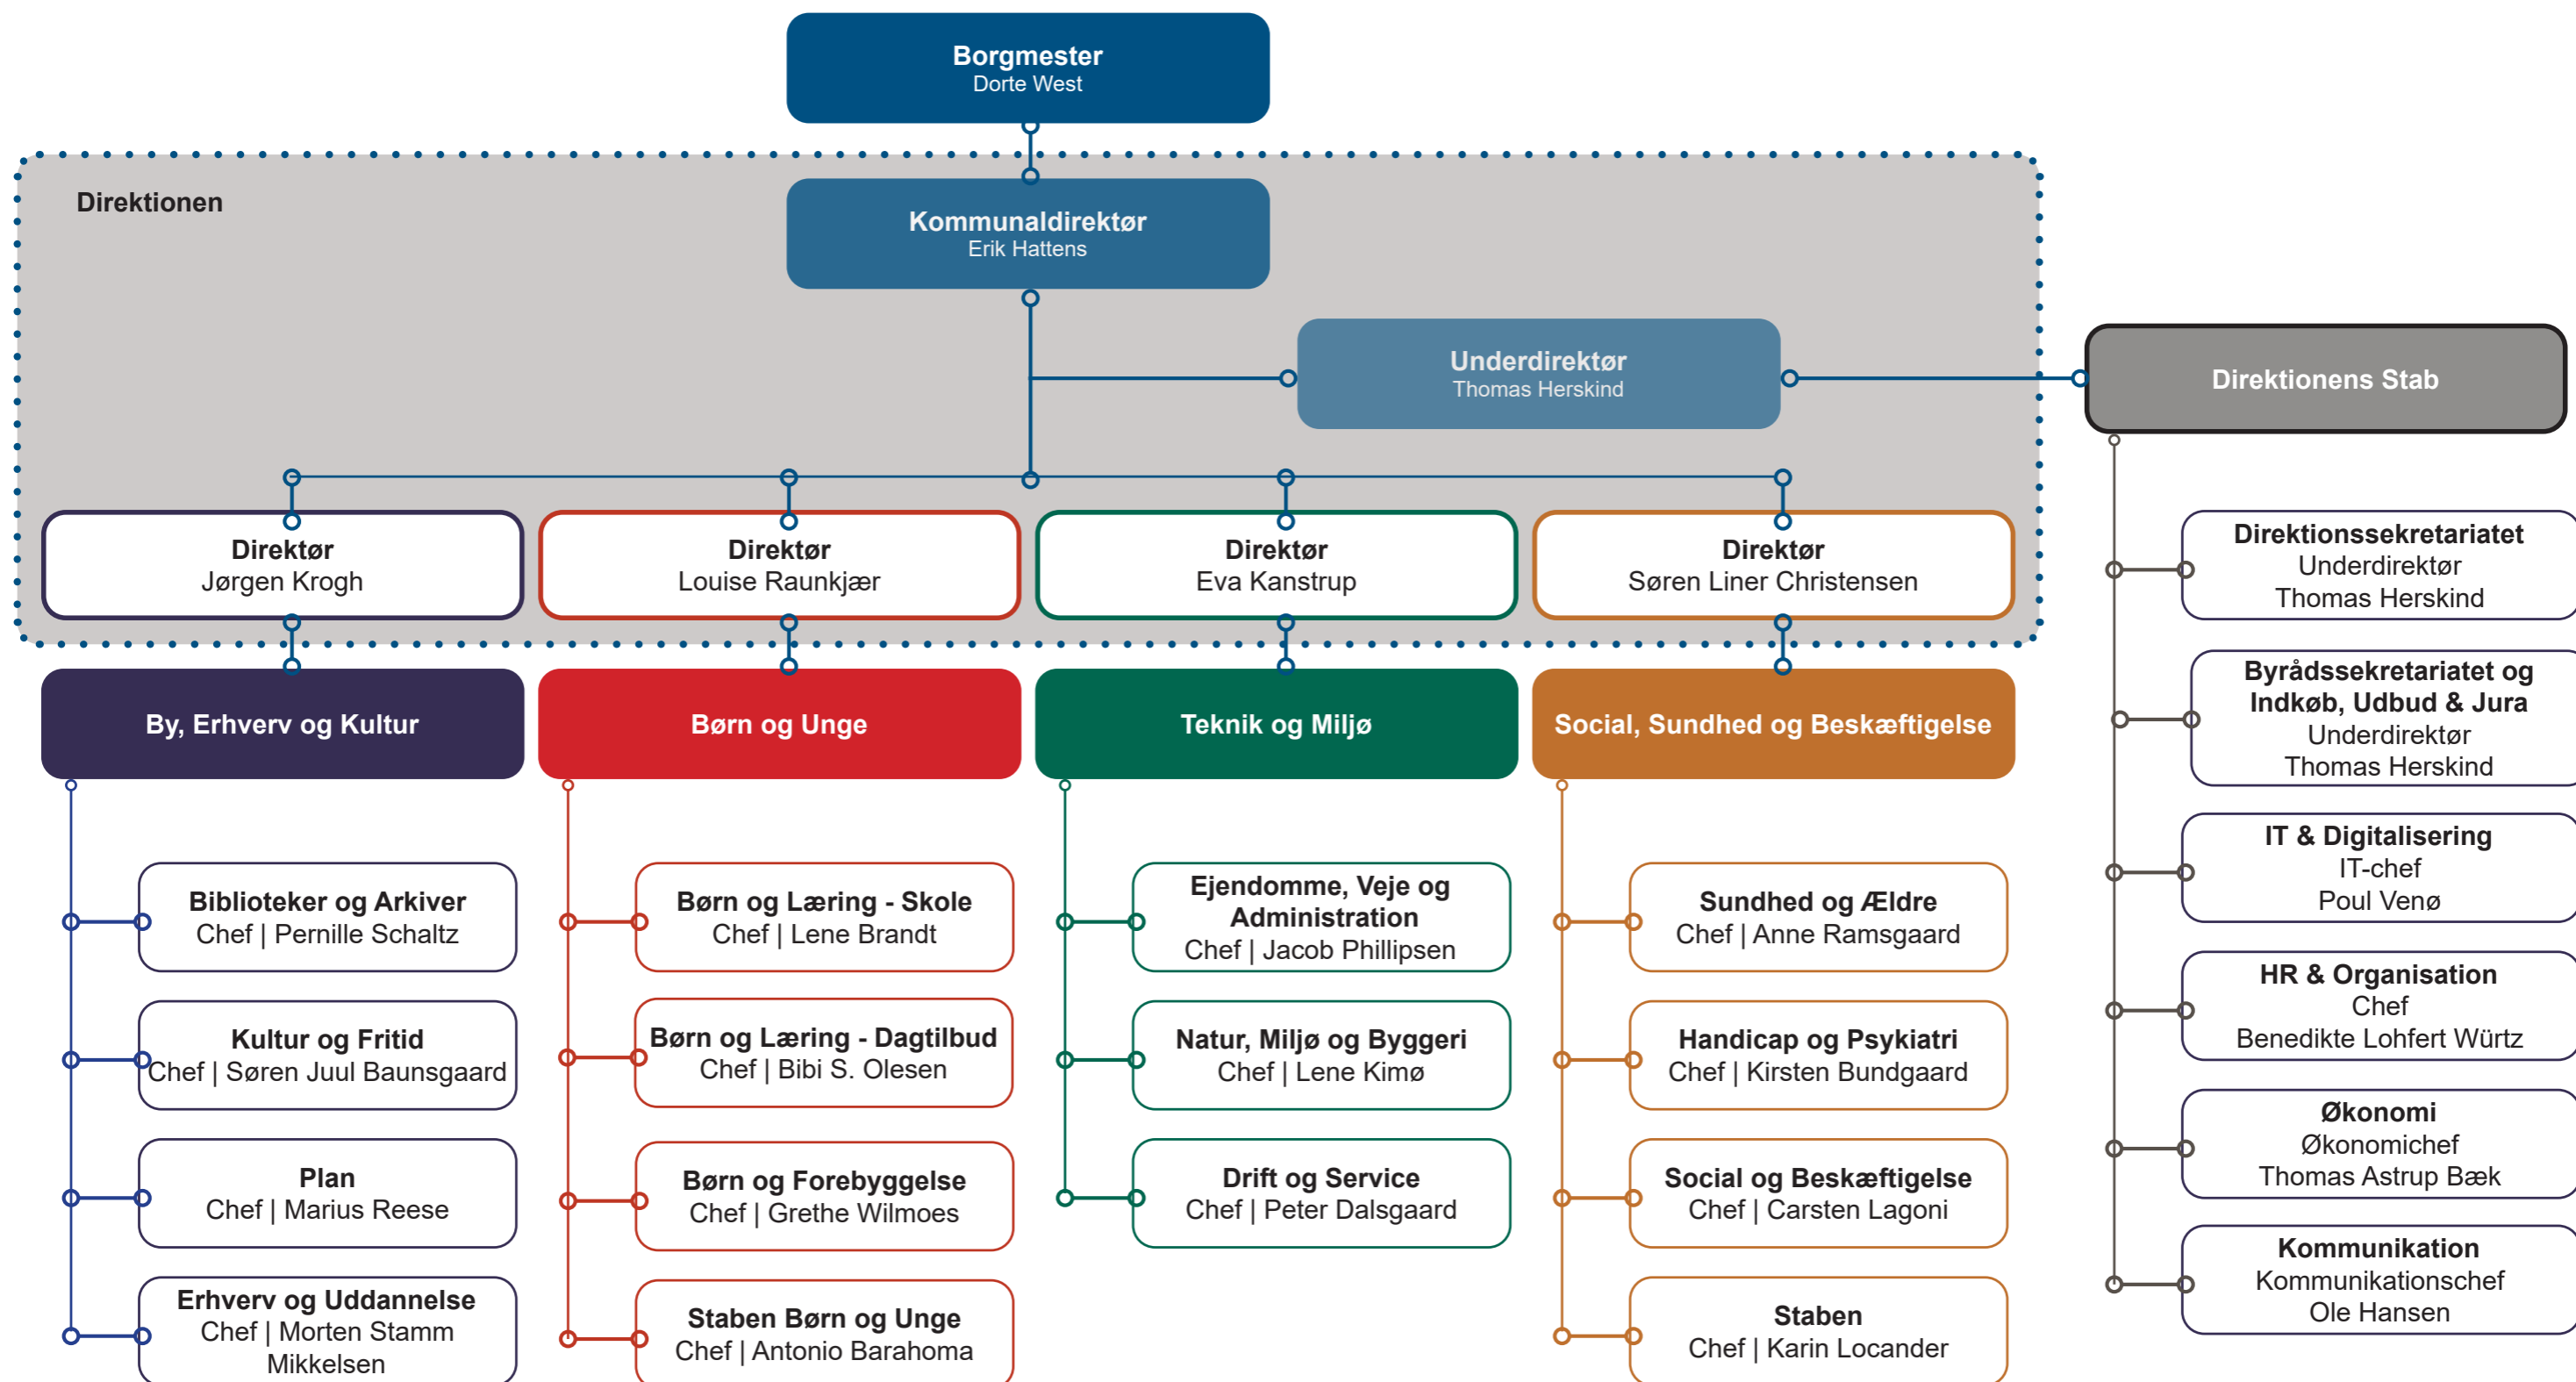 Borgmester
Dorte West
Direktionen
Kommunaldirektør
Erik Hattens
Underdirektør
Thomas Herskind
Direktionens Stab
Direktør
Jørgen Krogh
Direktør
Louise Raunkjær
Direktør
Eva Kanstrup
Direktør
Søren Liner Christensen
By, Erhverv og Kultur
Biblioteker og Arkiver
Chef | Pernille Schaltz
Kultur og Fritid
Chef | Søren Juul Baunsgaard
Plan
Chef | Marius Reese
Erhverv og Uddannelse
Chef | Morten Stamm
Mikkelsen
Børn og Unge
Børn og Læring - Skole
Chef | Lene Brandt
Børn og Læring - Dagtilbud
Chef | Bibi S. Olesen
Børn og Forebyggelse
Chef | Grethe Wilmoes
Staben Børn og Unge
Chef | Antonio Barahoma
Teknik og Miljø
Ejendomme, Veje og
Administration
Chef | Jacob Phillipsen
Natur, Miljø og Byggeri
Chef | Lene Kimø
Drift og Service
Chef | Peter Dalsgaard
Social, Sundhed og Beskæftigelse
Sundhed og Ældre
Chef | Anne Ramsgaard
Handicap og Psykiatri
Chef | Kirsten Bundgaard
Social og Beskæftigelse
Chef | Carsten Lagoni
Staben
Chef | Karin Locander
Direktionssekretariatet
Underdirektør
Thomas Herskind
Byrådssekretariatet og
Indkøb, Udbud & Jura
Underdirektør
Thomas Herskind
IT & Digitalisering
IT-chef
Poul Venø
HR & Organisation
Chef
Benedikte Lohfert Würtz
Økonomi
Økonomichef
Thomas Astrup Bæk
Kommunikation
Kommunikationschef
Ole Hansen